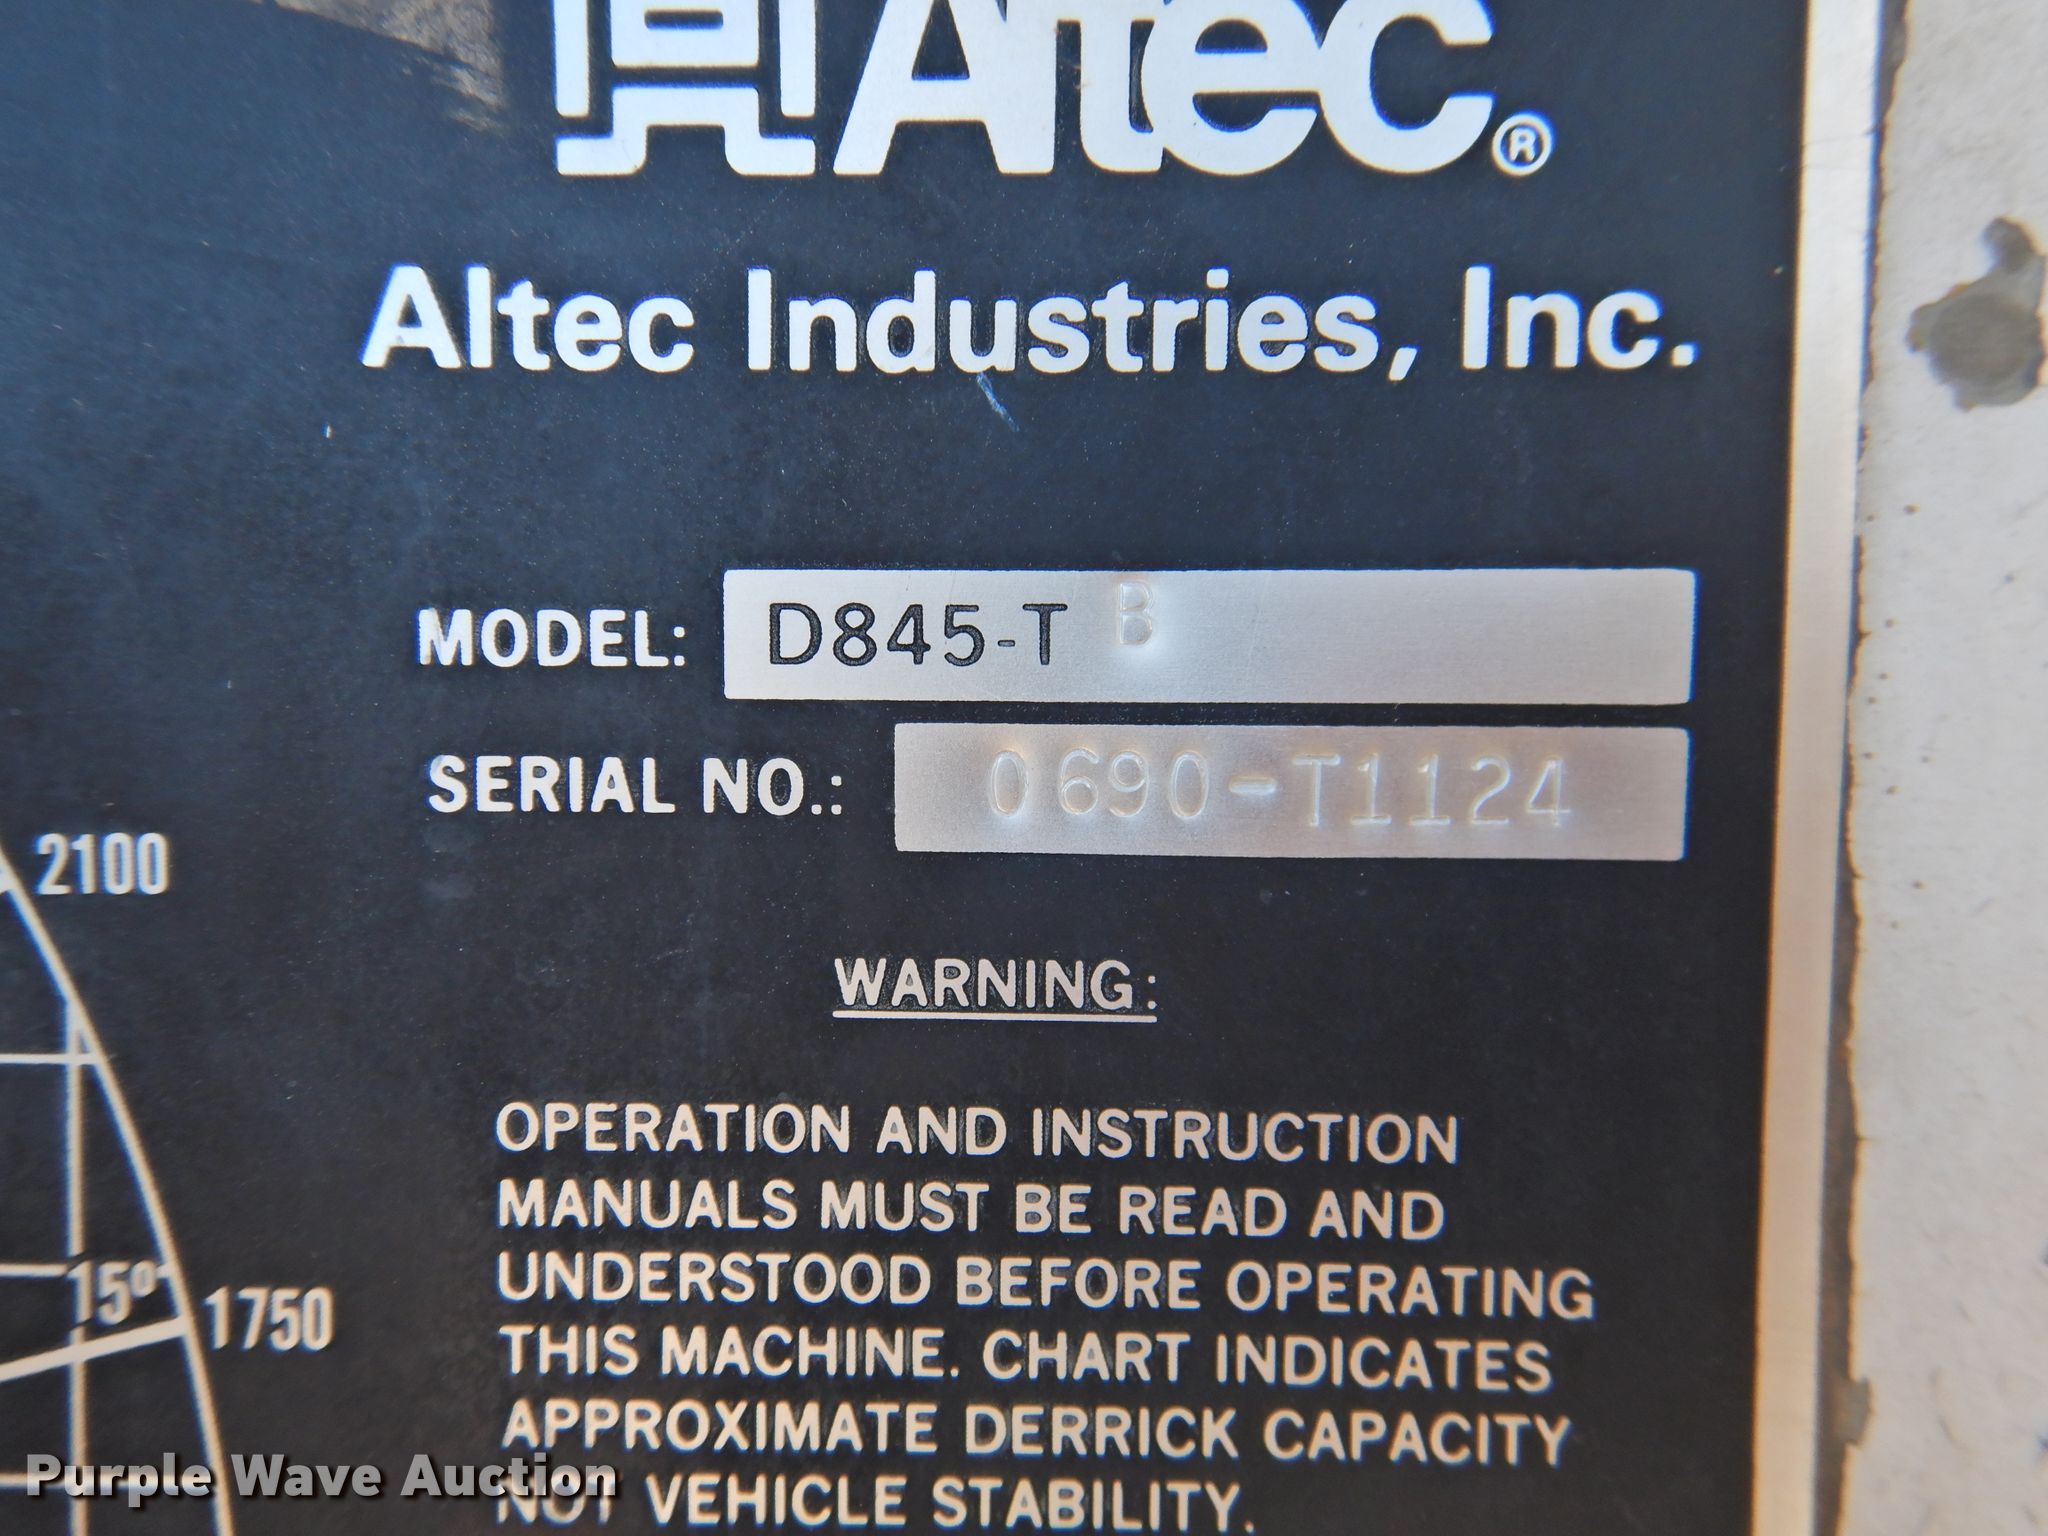 Altec®
Altec Industries, Inc.
MODEL: D845-T B
SERIAL NO.: 0690-T1124
2100
WARNING:
OPERATION AND INSTRUCTION
MANUALS MUST BE READ AND
UNDERSTOOD BEFORE OPERATING
15° 1750
THIS MACHINE. CHART INDICATES
APPROXIMATE DERRICK CAPACITY
NOT VEHICLE STABILITY.
Purple Wave Auction